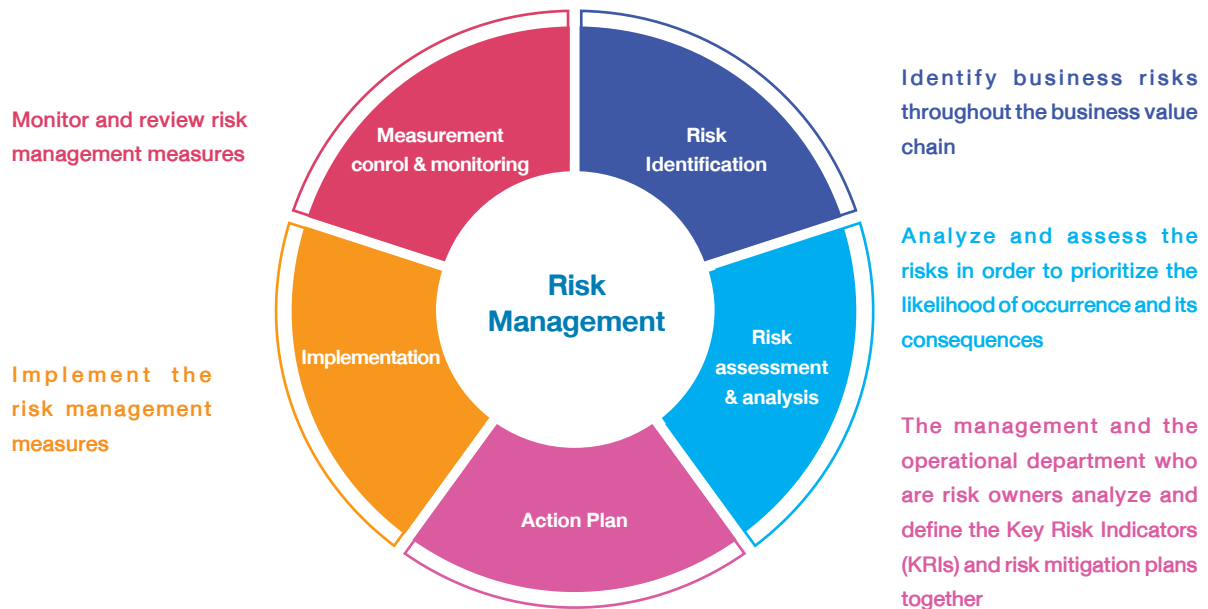 Measurement
conrol & monitoring
Risk
Identification
Risk
assessment
& analysis
Action Plan
Implementation
Risk
Management
Monitor and review risk
management measures
Implement the
risk management
measures
Identify business risks
throughout the business value
chain
Analyze and assess the
risks in order to prioritize the
likelihood of occurrence and its
consequences
The management and the
operational department who
are risk owners analyze and
define the Key Risk Indicators
(KRIs) and risk mitigation plans
together